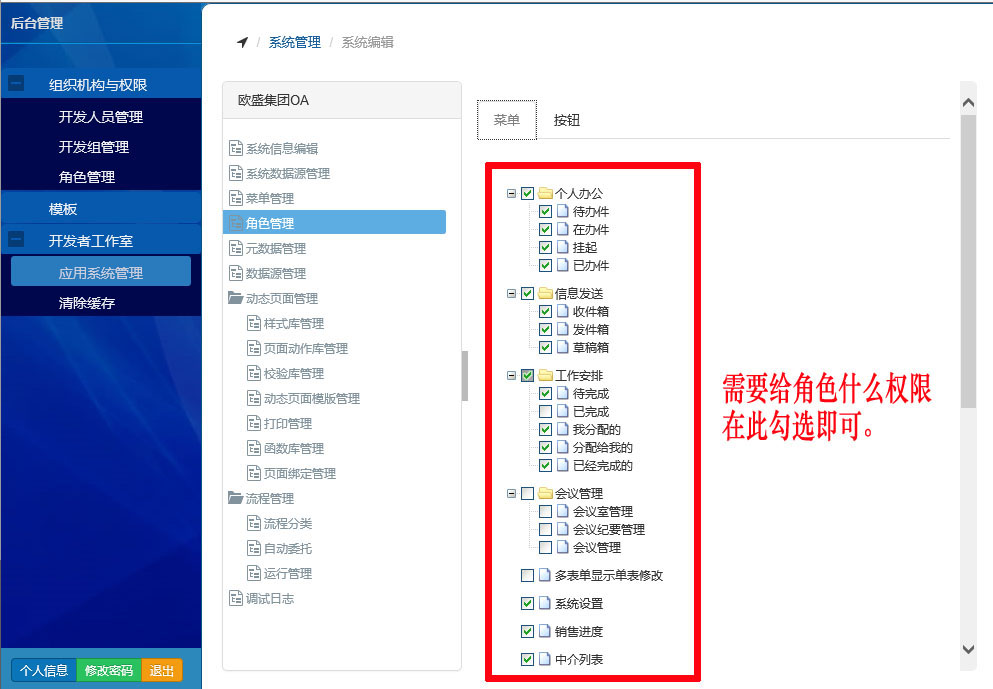 后台管理
组织机构与权限
开发人员管理
开发组管理
角色管理
模板
开发者工作室
应用系统管理
清除缓存
个人信息 修改密码 退出
/ 系统管理 / 系统编辑
欧盛集团OA
系统信息编辑
系统数据源管理
菜单管理
角色管理
元数据管理
数据源管理
动态页面管理
样式库管理
页面动作库管理
校验库管理
动态页面模版管理
打印管理
函数库管理
页面绑定管理
流程管理
流程分类
自动委托
运行管理
调试日志
菜单 按钮
个人办公
待办件
在办件
挂起
已办件
信息发送
收件箱
发件箱
草稿箱
工作安排
待完成
已完成
我分配的
分配给我的
已经完成的
会议管理
会议室管理
会议纪要管理
会议管理
多表单显示单表修改
系统设置
销售进度
中介列表
需要给角色什么权限
在此勾选即可。